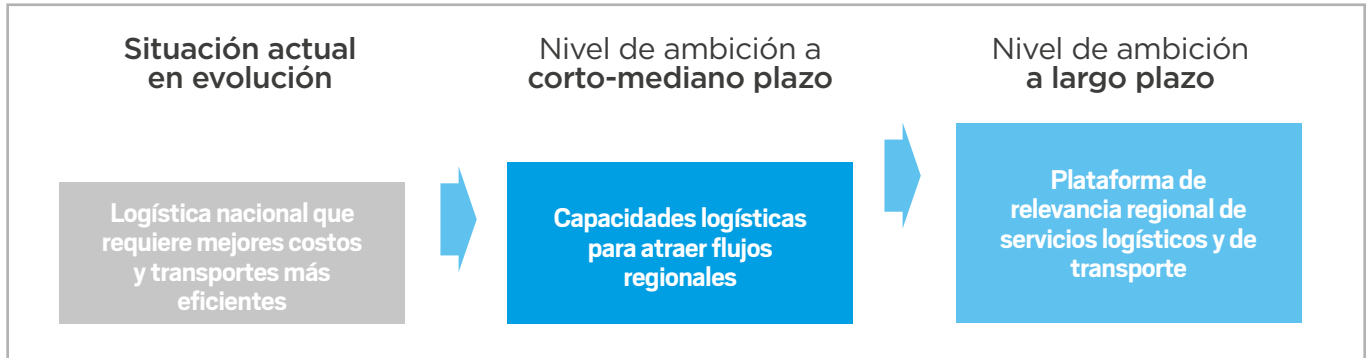 Situación actual
en evolución
Nivel de ambición a
corto-mediano plazo
Nivel de ambición
a largo plazo
Logística nacional que
requiere mejores costos
y transportes más
eficientes
Capacidades logísticas
para atraer flujos
regionales
Plataforma de
relevancia regional de
servicios logísticos y de
transporte